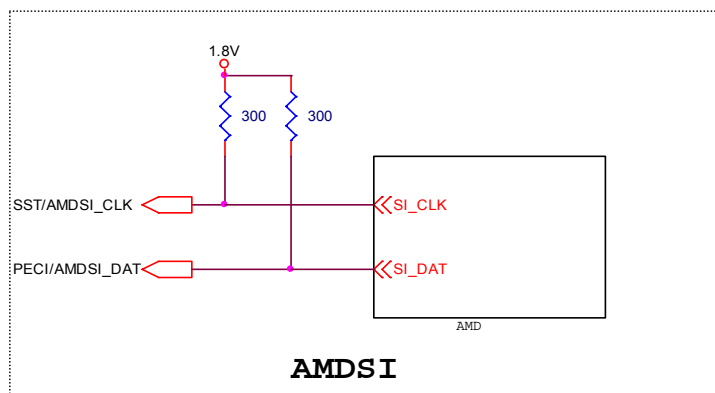 1.8V
300
300
SST/AMDSI_CLK
SI_CLK
PECI/AMDSI_DAT
SI_DAT
AMD
AMDSI